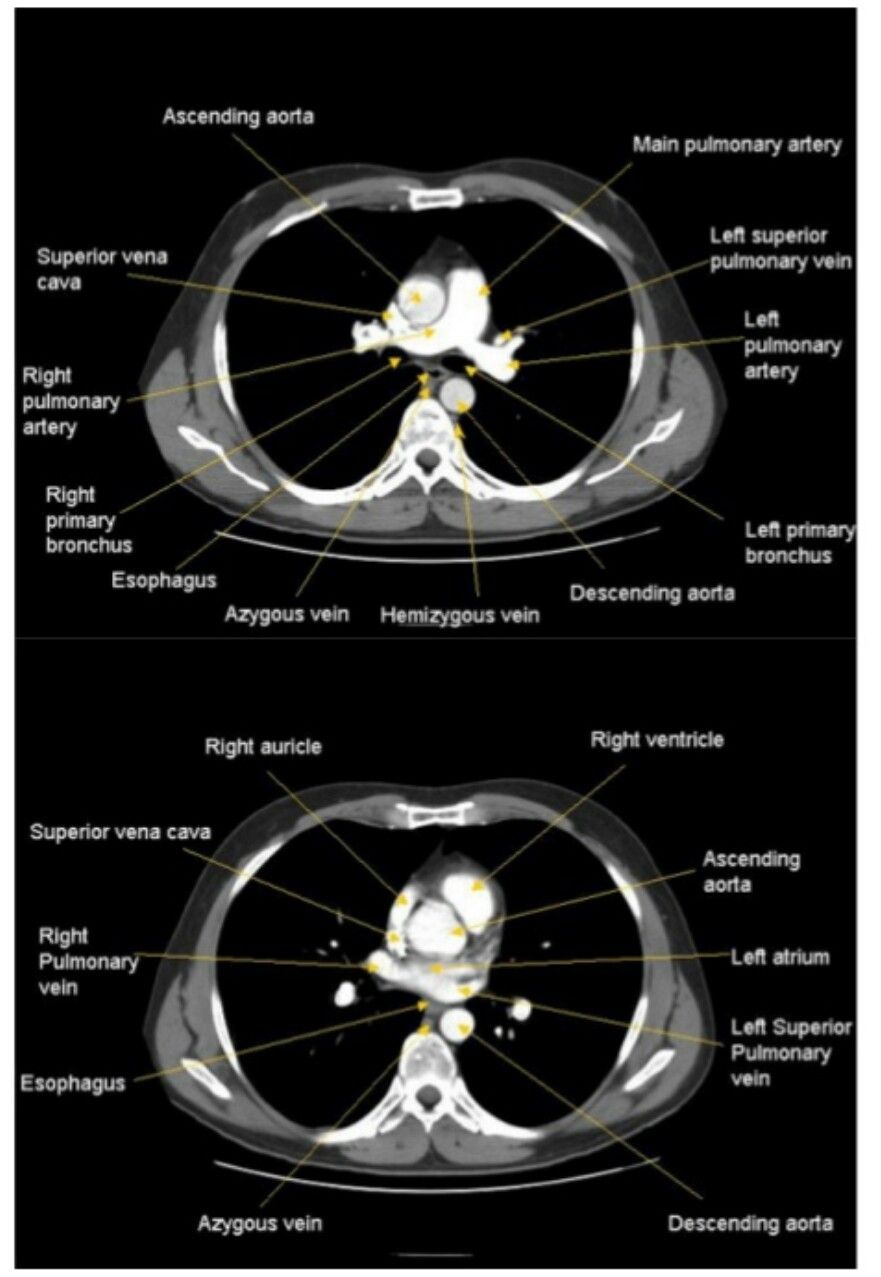 Ascending aorta
Main pulmonary artery
Left superior
pulmonary vein
Superior vena
cava
Left
pulmonary
artery
Right
pulmonary
artery
Right
primary
bronchus
Left primary
bronchus
Esophagus
Descending aorta
Azygous vein
Hemizygous vein
Right auricle
Right ventricle
Superior vena cava
Ascending
aorta
Right
Pulmonary
vein
Left atrium
Left Superior
Pulmonary
vein
Esophagus
Azygous vein
Descending aorta